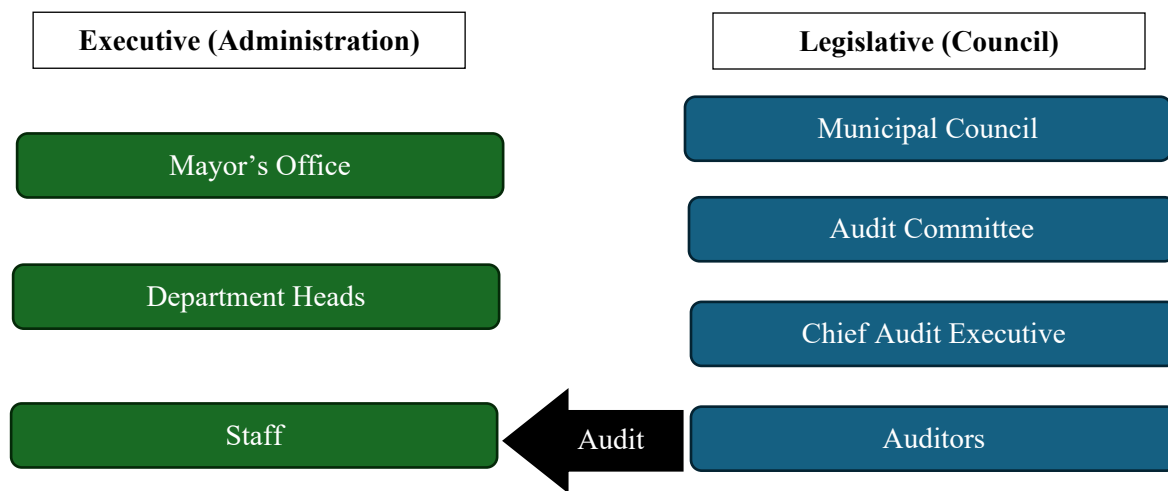 Executive (Administration)
Legislative (Council)
Mayor’s Office
Department Heads
Staff
Municipal Council
Audit Committee
Chief Audit Executive
Auditors
Audit